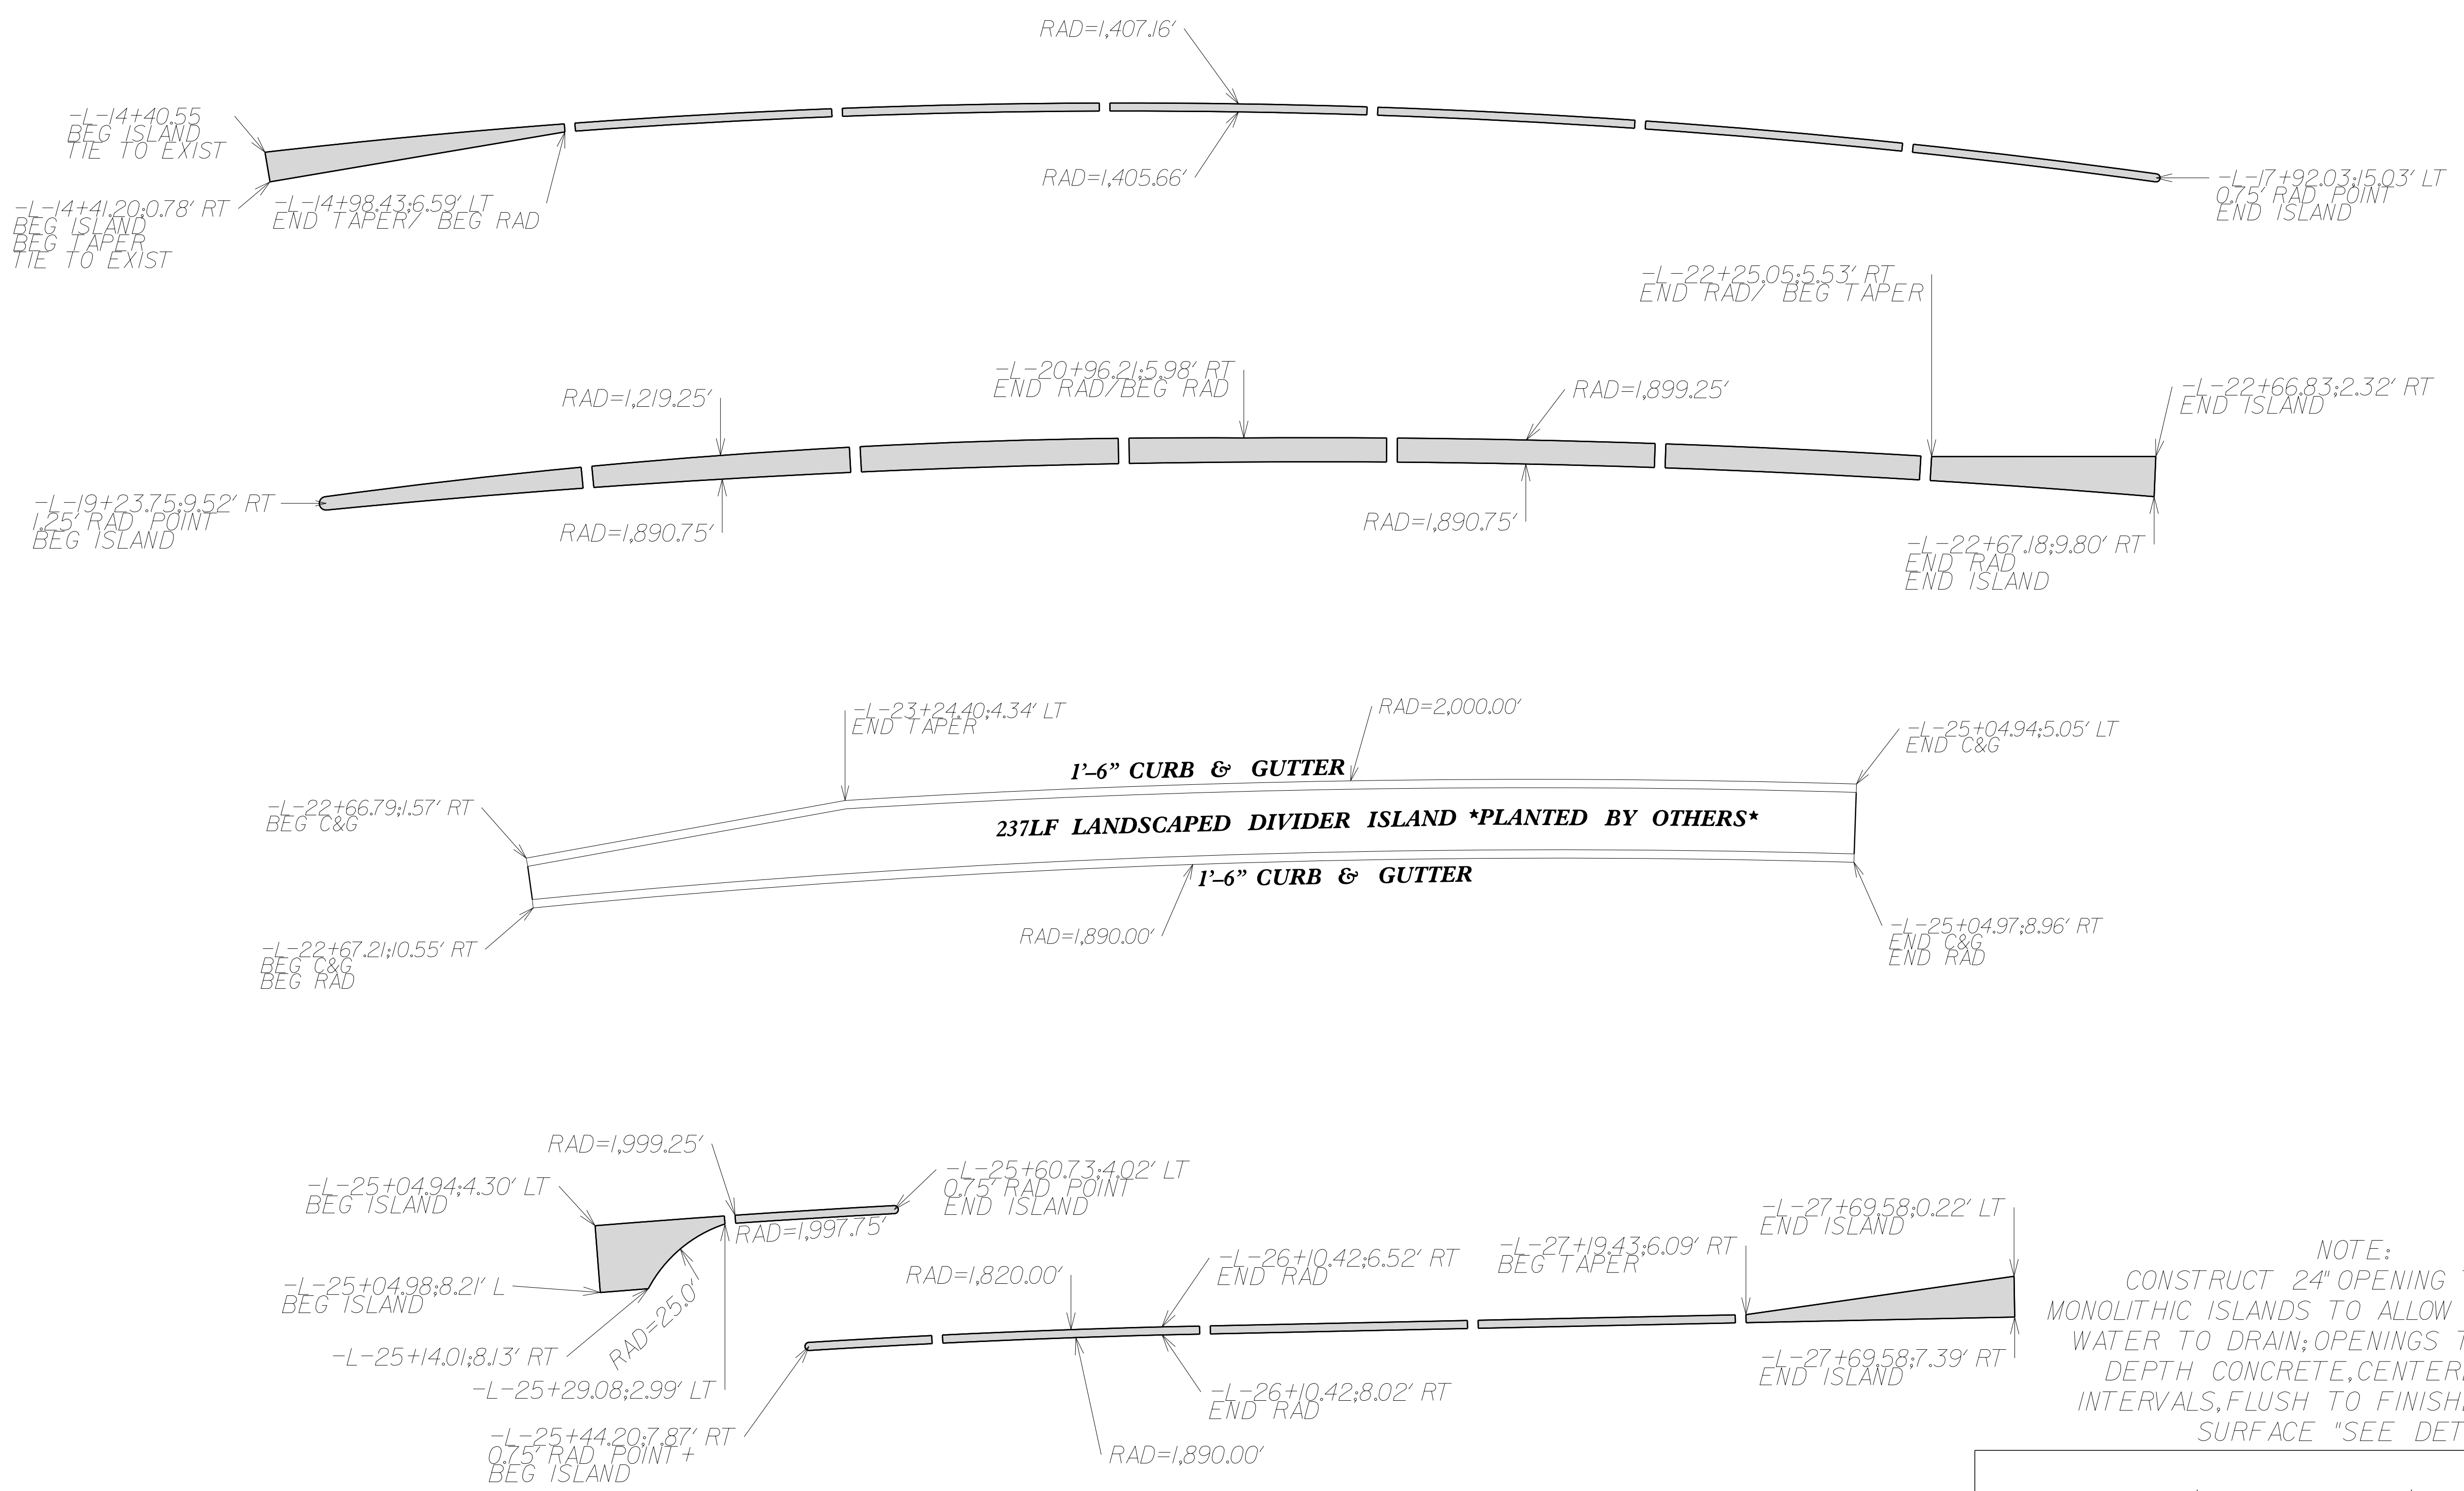 RAD=1,407.16'
-L-14+40.55
BEG ISLAND
TIE TO EXIST
RAD=1,405.66'
-L-14+41.20;0.78' RT
BEG ISLAND
BEG TAPER
TIE TO EXIST
-L-14+98.43;6.59' LT
END TAPER/ BEG RAD
-L-17+92.03;15.03' LT
0.75' RAD POINT
END ISLAND
-L-22+25.05;5.53' RT
END RAD/ BEG TAPER
-L-20+96.21;5.98' RT
END RAD/BEG RAD
RAD=1,219.25'
RAD=1,899.25'
-L-22+66.83;2.32' RT
END ISLAND
-L-19+23.75;9.52' RT
1.25' RAD POINT
BEG ISLAND
RAD=1,890.75'
RAD=1,890.75'
-L-22+67.18;9.80' RT
END RAD
END ISLAND
-L-23+24.40;4.34' LT
END TAPER
RAD=2,000.00'
-L-25+04.94;5.05' LT
END C&G
1'-6" CURB & GUTTER
-L-22+66.79;1.57' RT
BEG C&G
237LF LANDSCAPED DIVIDER ISLAND *PLANTED BY OTHERS*
1'-6" CURB & GUTTER
RAD=1,890.00'
-L-22+67.21;10.55' RT
BEG C&G
BEG RAD
-L-25+04.97;8.96' RT
END C&G
END RAD
RAD=1,999.25'
-L-25+04.94;4.30' LT
BEG ISLAND
-L-25+60.73;4.02' LT
0.75' RAD POINT
END ISLAND
RAD=1,997.75'
-L-25+04.98;8.21' L
BEG ISLAND
RAD=25.0'
-L-25+14.01;8.13' RT
-L-25+29.08;2.99' LT
-L-25+44.20;7.87' RT
0.75' RAD POINT+
BEG ISLAND
RAD=1,820.00'
-L-26+10.42;6.52' RT
END RAD
-L-26+10.42;8.02' RT
END RAD
RAD=1,890.00'
-L-27+19.43;6.09' RT
BEG TAPER
-L-27+69.58;0.22' LT
END ISLAND
-L-27+69.58;7.39' RT
END ISLAND
NOTE:
CONSTRUCT 24" OPENING
MONOLITHIC ISLANDS TO ALLOW
WATER TO DRAIN; OPENINGS
DEPTH CONCRETE, CENTER
INTERVALS, FLUSH TO FINISH
SURFACE "SEE DET